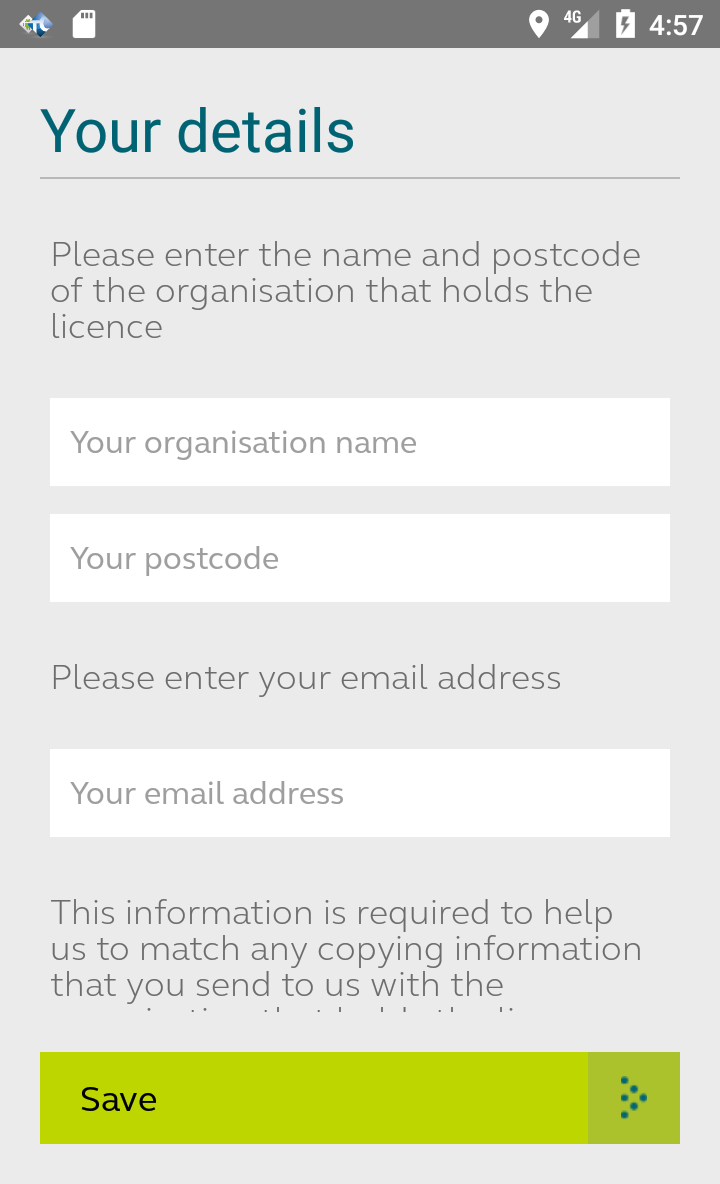 4G 4:57
Your details
Please enter the name and postcode
of the organisation that holds the
licence
Your organisation name
Your postcode
Please enter your email address
Your email address
This information is required to help
us to match any copying information
that you send to us with the
Save